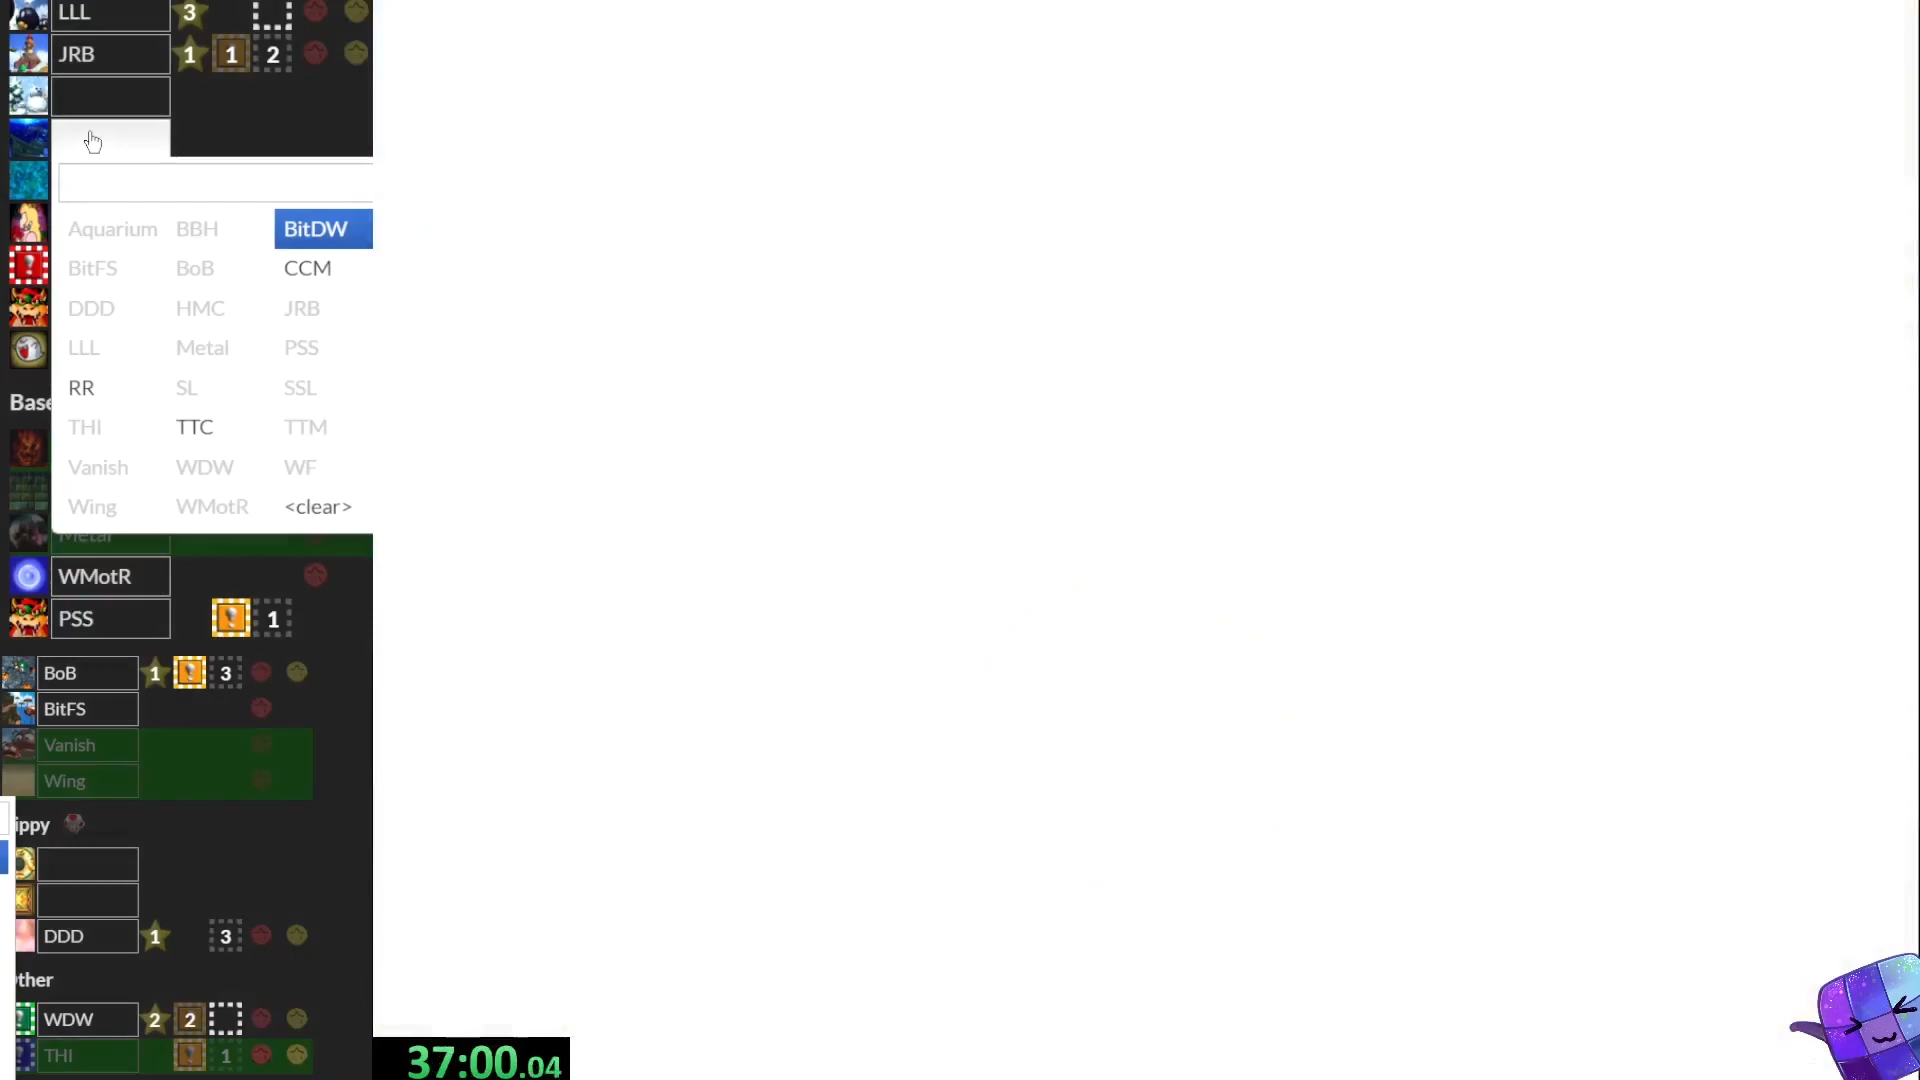 LLL 3
JRB 1 1 2
Aquarium BBH BitDW
BitFS BoB CCM
DDD HMC JRB
LLL Metal PSS
RR SL SSL
THI TTC TTM
Vanish WDW WF
Wing WMotR <clear>
Base
Metal
WMotR
PSS 1
BoB 1 3
BitFS
Vanish
Wing
ippy
DDD 1 3
ther
WDW 2 2
THI 1
37:00.04